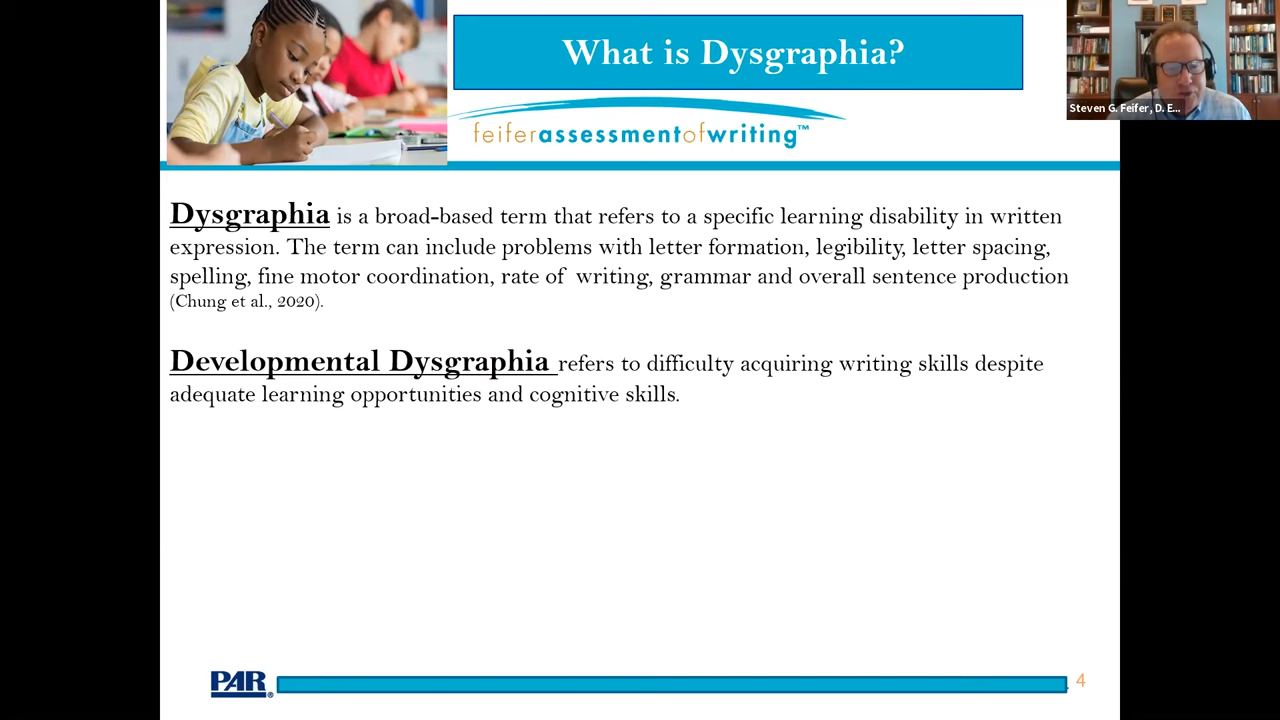 What is Dysgraphia?
Steven G. Feifer, D. E...
feiferassessmentofwriting™
Dysgraphia is a broad-based term that refers to a specific learning disability in written
expression. The term can include problems with letter formation, legibility, letter spacing,
spelling, fine motor coordination, rate of writing, grammar and overall sentence production
(Chung et al., 2020).
Developmental Dysgraphia refers to difficulty acquiring writing skills despite
adequate learning opportunities and cognitive skills.
PAR®
4